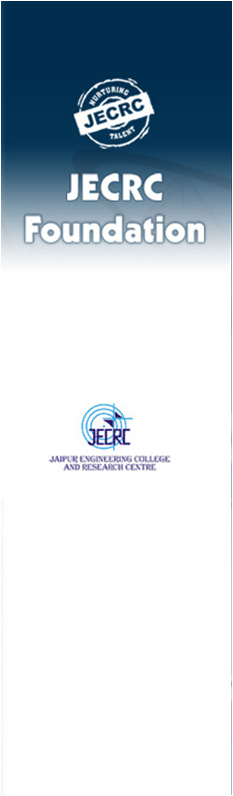 NURTURING
JECRC
TALENT
JECRC
Foundation
JECRC
JAIPUR ENGINEERING COLLEGE
AND RESEARCH CENTRE